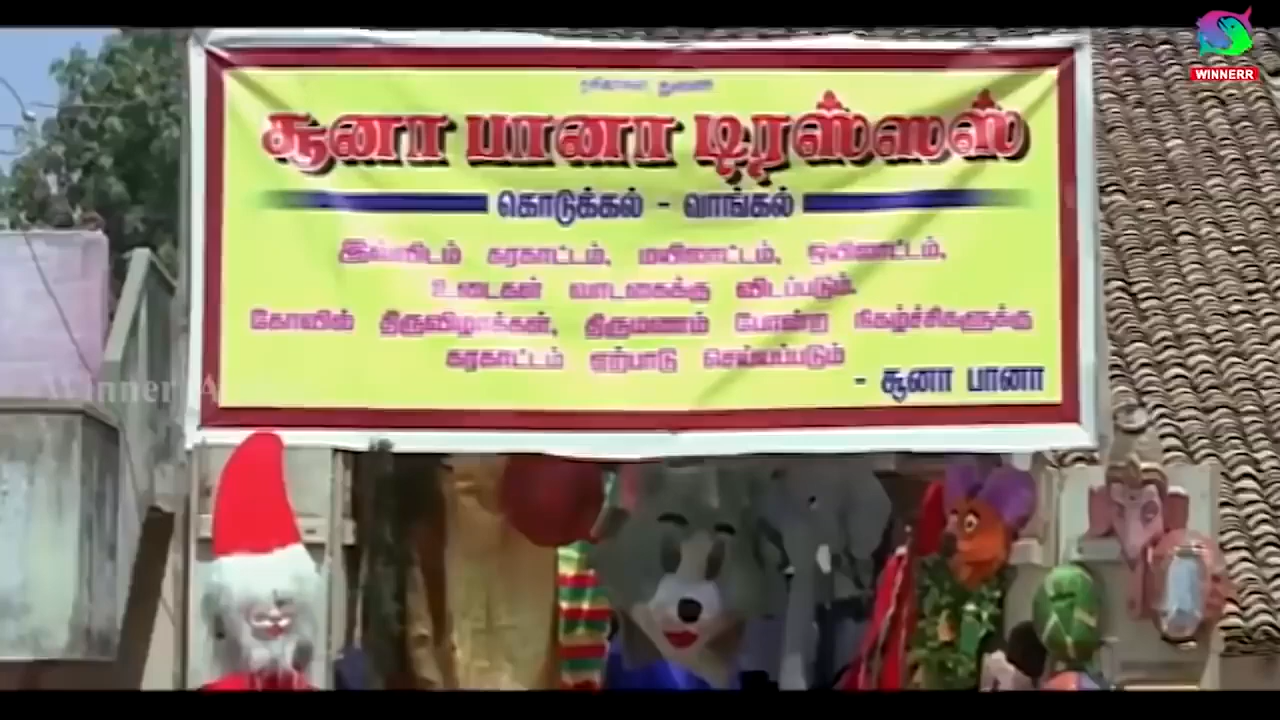 WINNERR
துணை
சூனா பானா டிரஸ்ஸஸ்
கொடுக்கல் - வாங்கல்
இவ்விடம் கரகாட்டம், மயிலாட்டம், ஒயிலாட்டம்,
உடைகள் வாடகைக்கு விடப்படும்.
கோவில் திருவிழாக்கள், திருமணம் போன்ற நிகழ்ச்சிகளுக்கு
கரகாட்டம் ஏற்பாடு செய்யப்படும்
- சூனா பானா
Winner